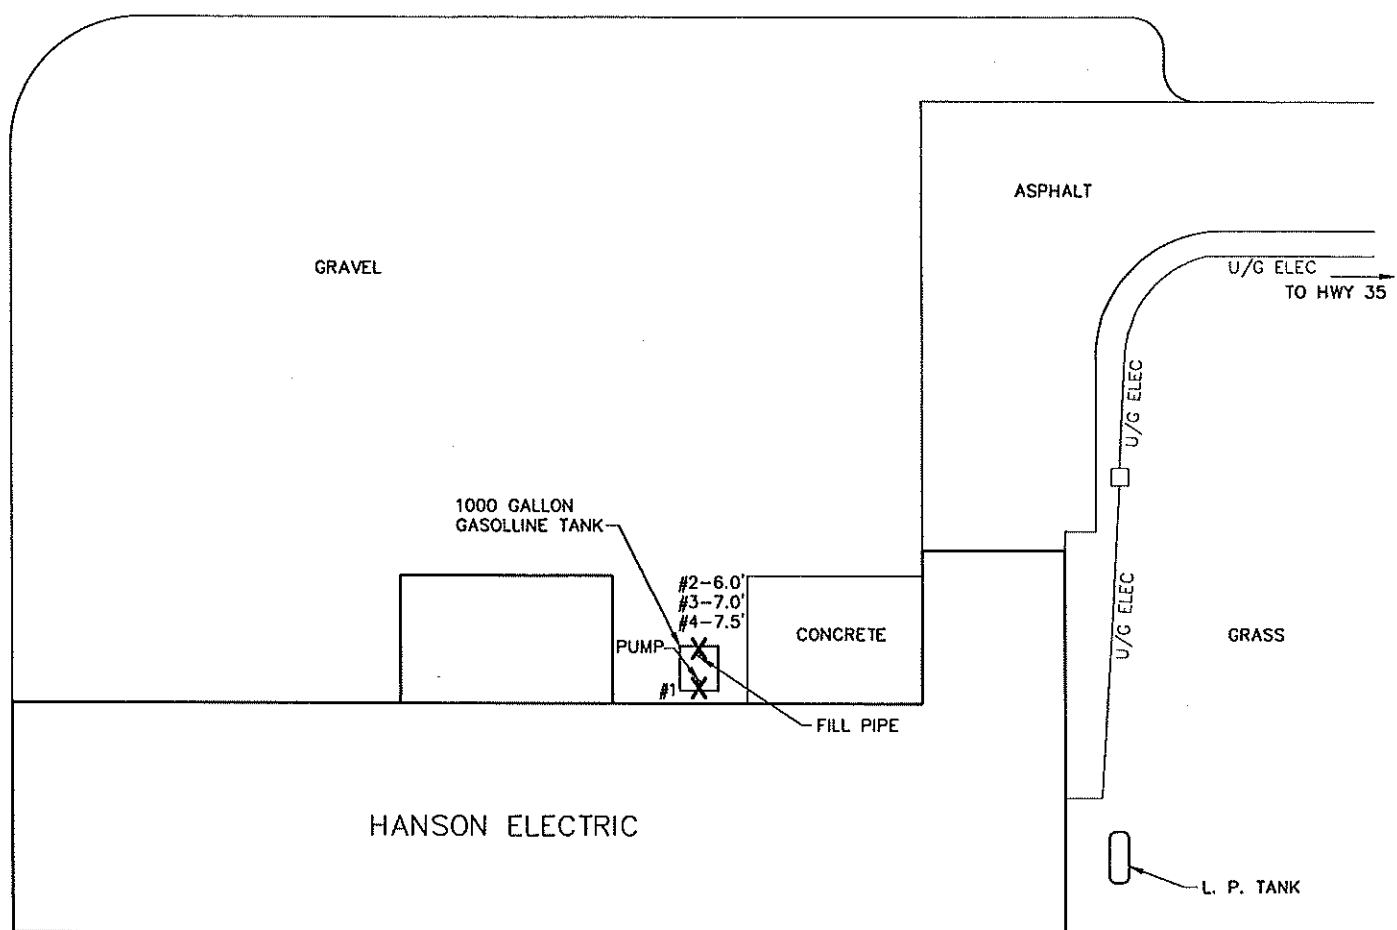 ASPHALT
GRAVEL
U/G ELEC
TO HWY 35
U/G ELEC
1000 GALLON
GASOLLINE TANK
#2-6.0'
#3-7.0'
#4-7.5'
U/G ELEC
CONCRETE
GRASS
PUMP
#1
FILL PIPE
HANSON ELECTRIC
L. P. TANK